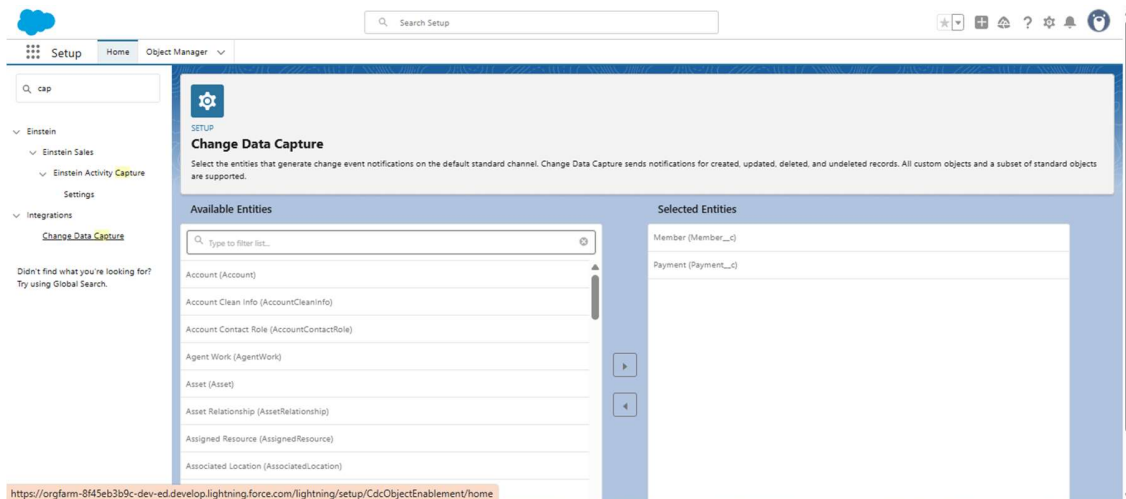 Search Setup
Setup
Home
Object Manager
cap
Einstein
Einstein Sales
Einstein Activity Capture
Settings
Integrations
Change Data Capture
Didn't find what you're looking for?
Try using Global Search.
SETUP
Change Data Capture
Select the entities that generate change event notifications on the default standard channel. Change Data Capture sends notifications for created, updated, deleted, and undeleted records. All custom objects and a subset of standard objects
are supported.
Available Entities
Type to filter list...
Account (Account)
Account Clean Info (AccountCleanInfo)
Account Contact Role (AccountContactRole)
Agent Work (AgentWork)
Asset (Asset)
Asset Relationship (AssetRelationship)
Assigned Resource (AssignedResource)
Associated Location (AssociatedLocation)
Selected Entities
Member (Member__c)
Payment (Payment__c)
https://orgfarm-8f45eb3b9c-dev-ed.develop.lightning.force.com/lightning/setup/CdcObjectEnablement/home